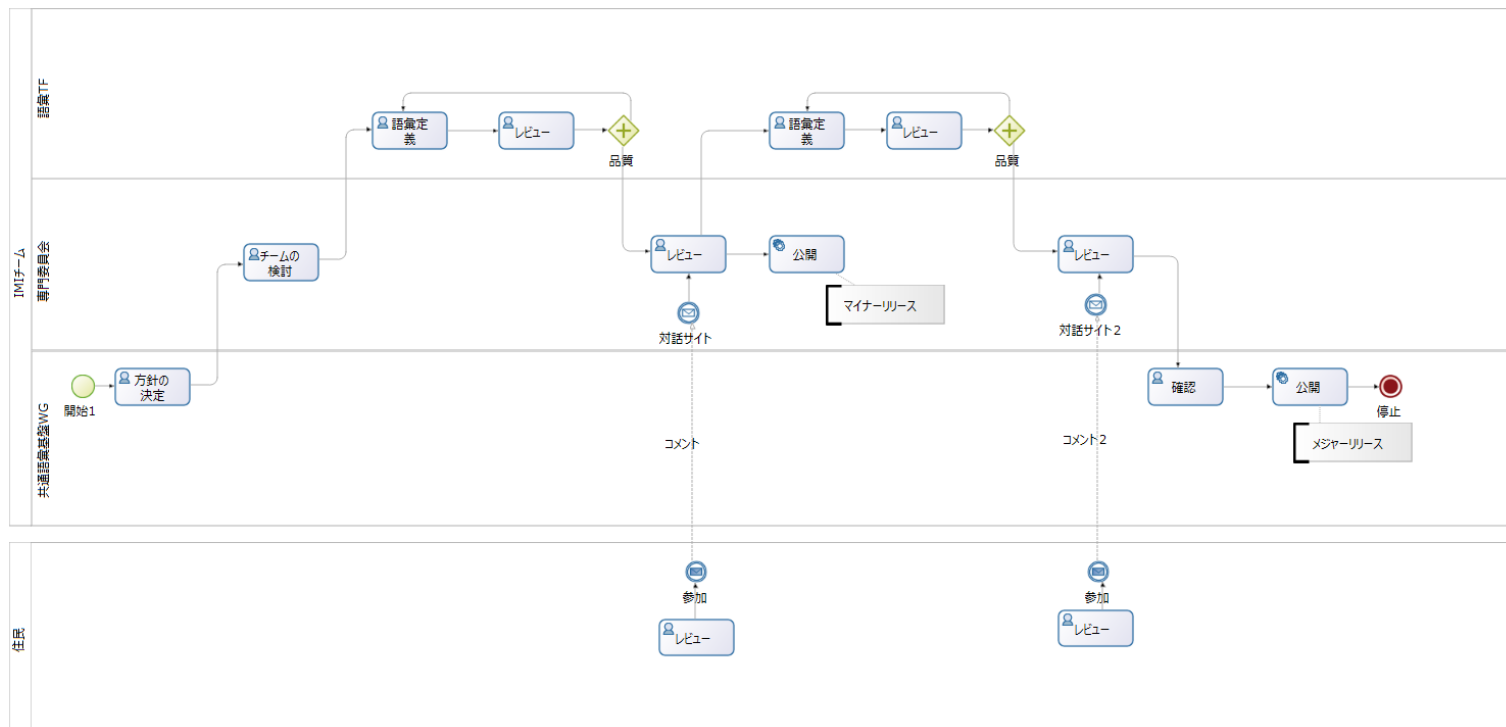 IMIチーム
語彙TF
語彙定
義
レビュー
品質
語彙定
義
レビュー
品質
専門委員会
チームの
検討
レビュー
公開
マイナーリリース
対話サイト
レビュー
対話サイト2
共通語彙基盤WG
開始1
方針の
決定
確認
公開
停止
メジャーリリース
コメント
コメント2
住民
参加
レビュー
参加
レビュー